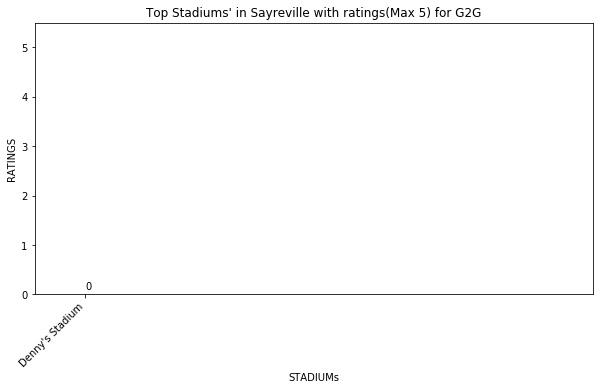 Top Stadiums' in Sayreville with ratings(Max 5) for G2G
RATINGS
5
4
3
2
1
0
0
Denny's Stadium
STADIUMs